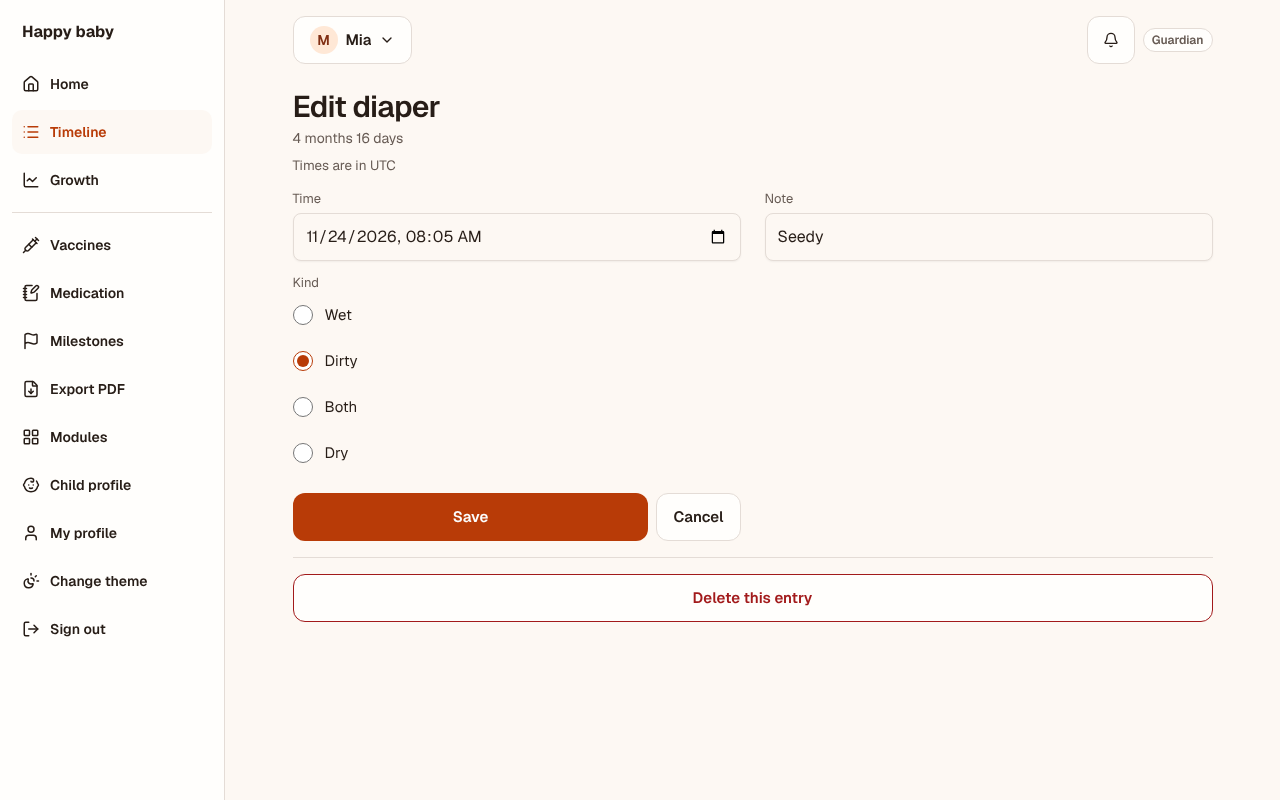 Happy baby
Home
Timeline
Growth
Vaccines
Medication
Milestones
Export PDF
Modules
Child profile
My profile
Change theme
Sign out
M Mia
Guardian
Edit diaper
4 months 16 days
Times are in UTC
Time
11/24/2026, 08:05 AM
Note
Seedy
Kind
Wet
Dirty
Both
Dry
Save
Cancel
Delete this entry